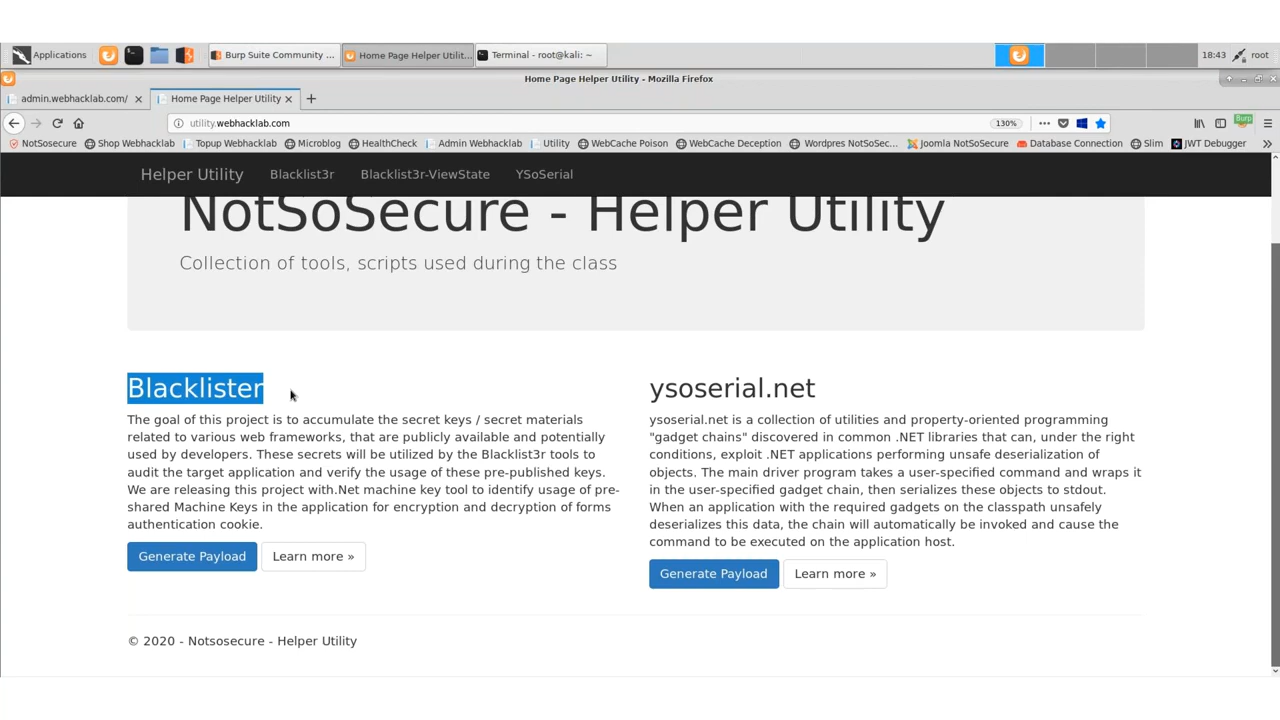 Applications
Burp Suite Community ...
Home Page Helper Utilit...
Terminal - root@kali: ~
18:43
root
Home Page Helper Utility - Mozilla Firefox
admin.webhacklab.com/
Home Page Helper Utility
utility.webhacklab.com
130%
Burp
NotSosecure
Shop Webhacklab
Topup Webhacklab
Microblog
HealthCheck
Admin Webhacklab
Utility
WebCache Poison
WebCache Deception
Wordpres NotSoSec...
Joomla NotSoSecure
Database Connection
Slim
JWT Debugger
Helper Utility
Blacklist3r
Blacklist3r-ViewState
YSoSerial
NotSoSecure - Helper Utility
Collection of tools, scripts used during the class
Blacklister
The goal of this project is to accumulate the secret keys / secret materials
related to various web frameworks, that are publicly available and potentially
used by developers. These secrets will be utilized by the Blacklist3r tools to
audit the target application and verify the usage of these pre-published keys.
We are releasing this project with.Net machine key tool to identify usage of pre-
shared Machine Keys in the application for encryption and decryption of forms
authentication cookie.
Generate Payload
Learn more »
ysoserial.net
ysoserial.net is a collection of utilities and property-oriented programming
"gadget chains" discovered in common .NET libraries that can, under the right
conditions, exploit .NET applications performing unsafe deserialization of
objects. The main driver program takes a user-specified command and wraps it
in the user-specified gadget chain, then serializes these objects to stdout.
When an application with the required gadgets on the classpath unsafely
deserializes this data, the chain will automatically be invoked and cause the
command to be executed on the application host.
Generate Payload
Learn more »
© 2020 - Notsosecure - Helper Utility